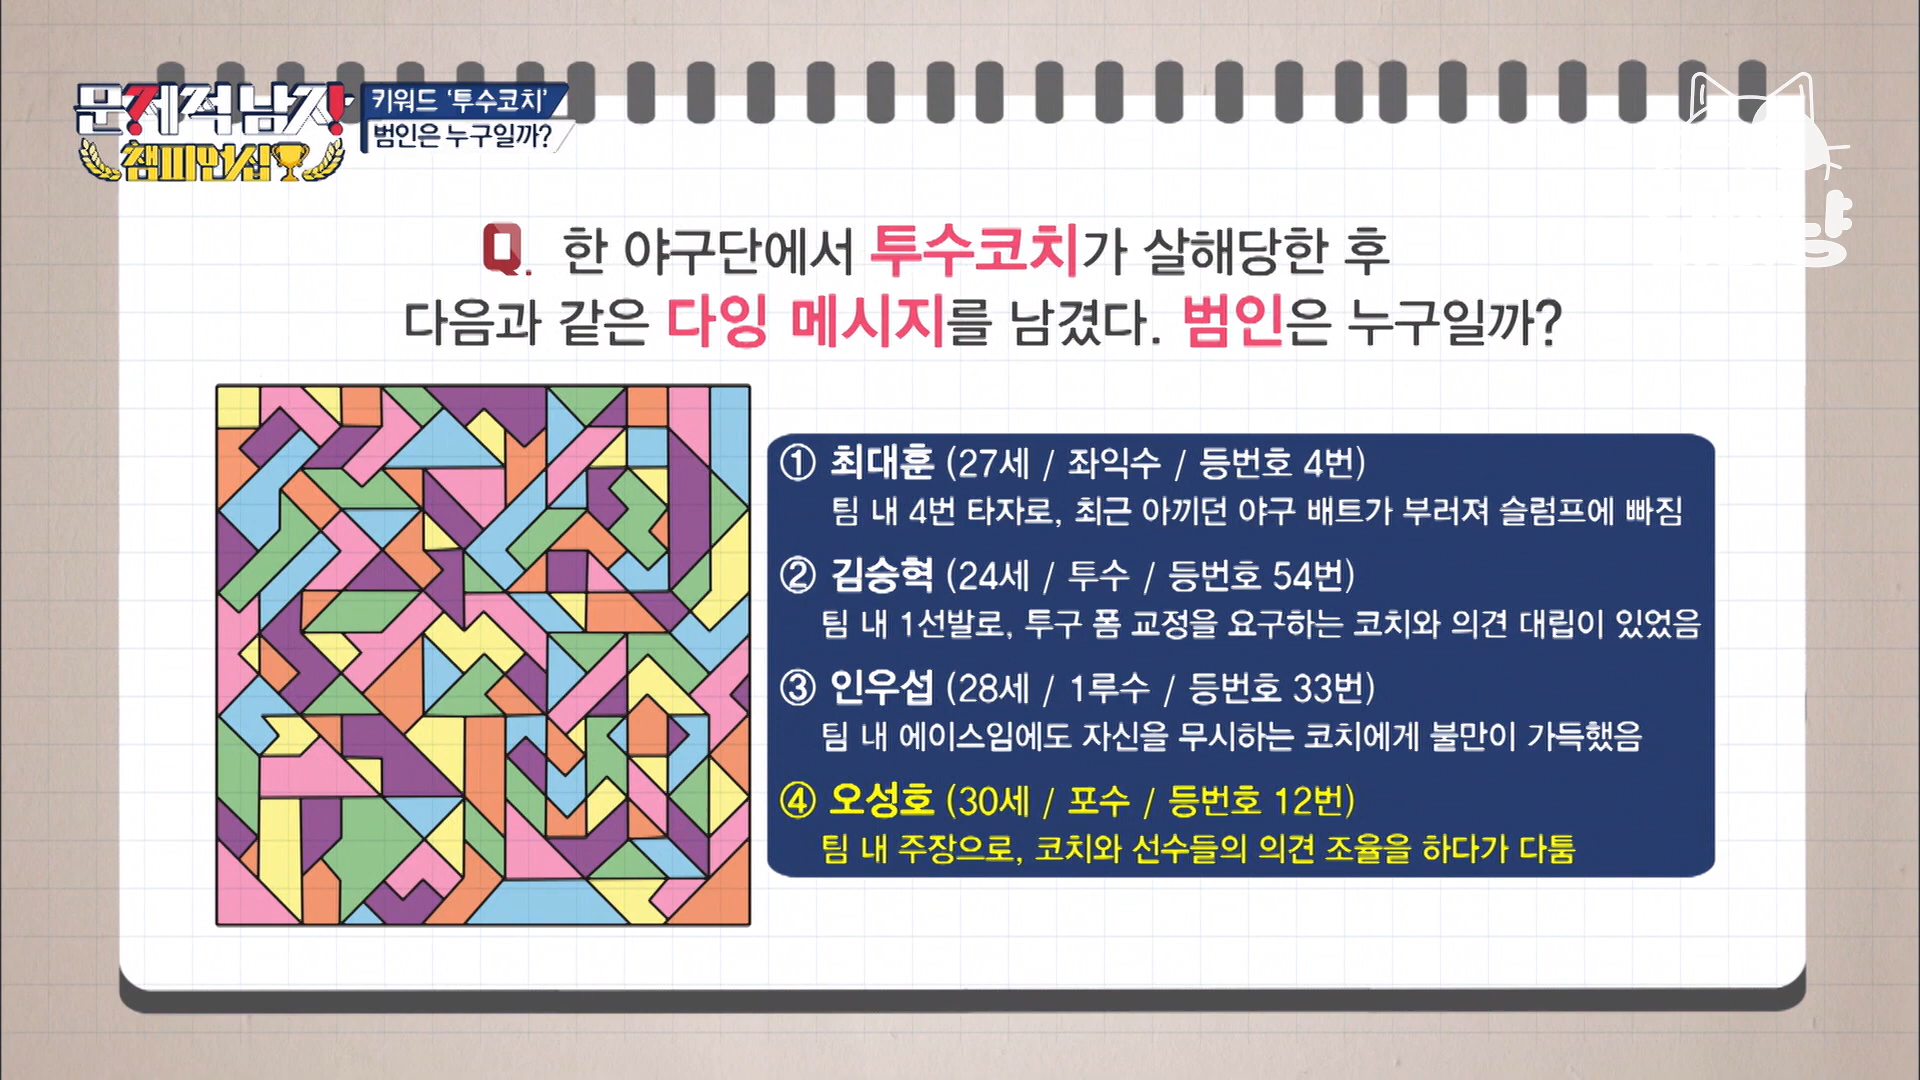 문제적 남자
챔피언십
키워드 ‘투수코치’
범인은 누구일까?
Q. 한 야구단에서 투수코치가 살해당한 후
다음과 같은 다잉 메시지를 남겼다. 범인은 누구일까?
① 최대훈 (27세 / 좌익수 / 등번호 4번)
팀 내 4번 타자로, 최근 아끼던 야구 배트가 부러져 슬럼프에 빠짐
② 김승혁 (24세 / 투수 / 등번호 54번)
팀 내 1선발로, 투구 폼 교정을 요구하는 코치와 의견 대립이 있었음
③ 인우섭 (28세 / 1루수 / 등번호 33번)
팀 내 에이스임에도 자신을 무시하는 코치에게 불만이 가득했음
④ 오성호 (30세 / 포수 / 등번호 12번)
팀 내 주장으로, 코치와 선수들의 의견 조율을 하다가 다툼